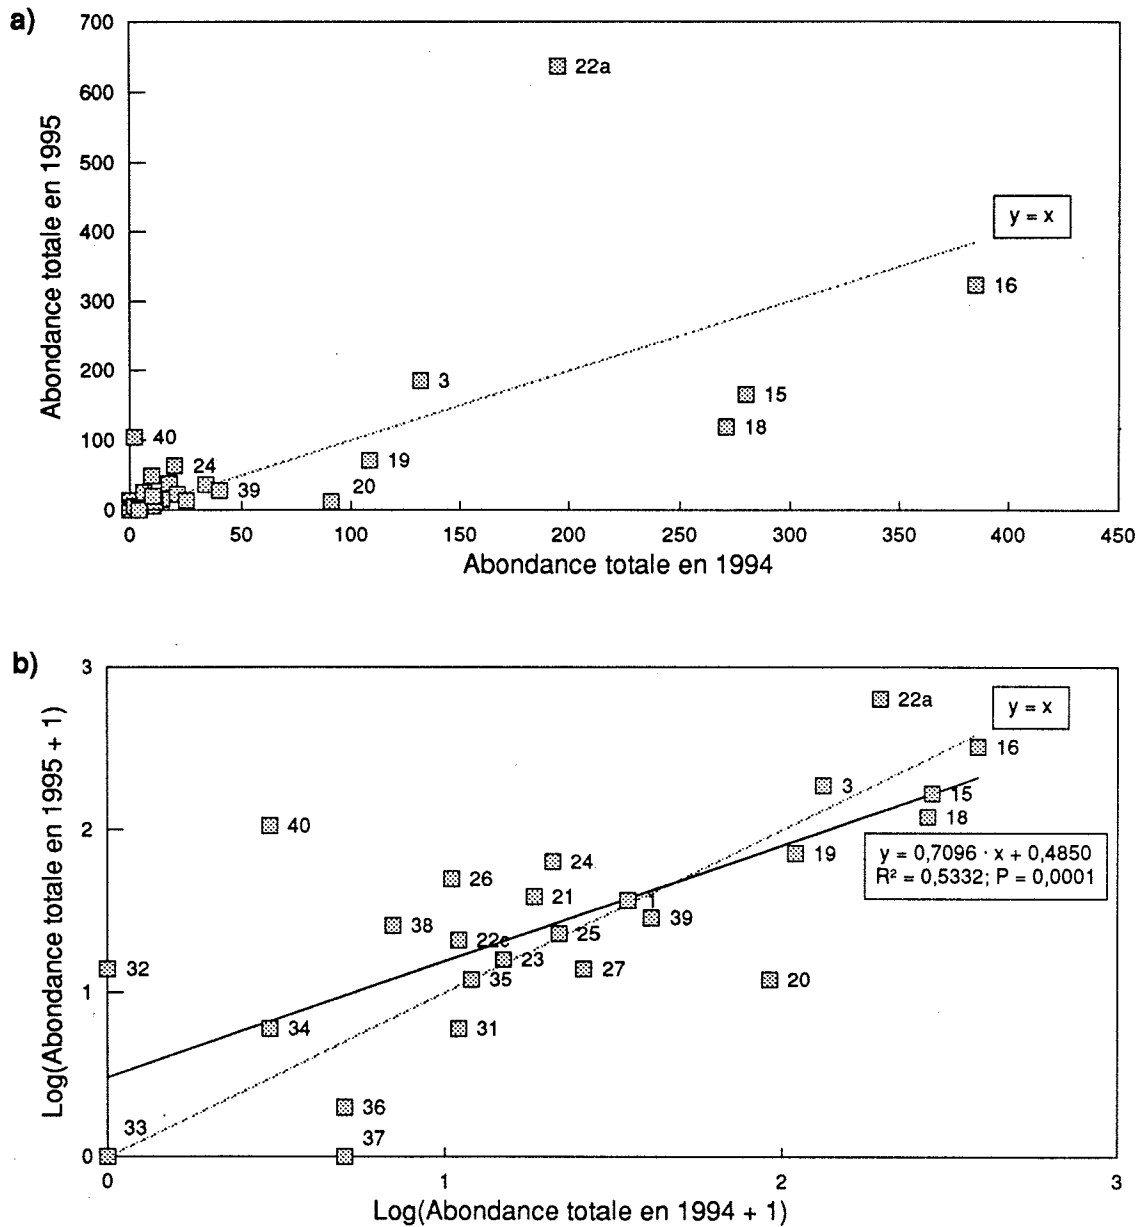 a)
700
600
500
400
300
200
100
0
Abondance totale en 1995
22a
y = x
16
3
15
18
40
24
19
39
20
0 50 100 150 200 250 300 350 400 450
Abondance totale en 1994
b)
3
2
1
0
Log(Abondance totale en 1995 + 1)
22a
y = x
16
3
15
18
40
y = 0,7096 · x + 0,4850
R² = 0,5332; P = 0,0001
24
19
26
21
1
39
38
22c
25
23
27
32
35
20
34
31
36
33
37
0 1 2 3
Log(Abondance totale en 1994 + 1)